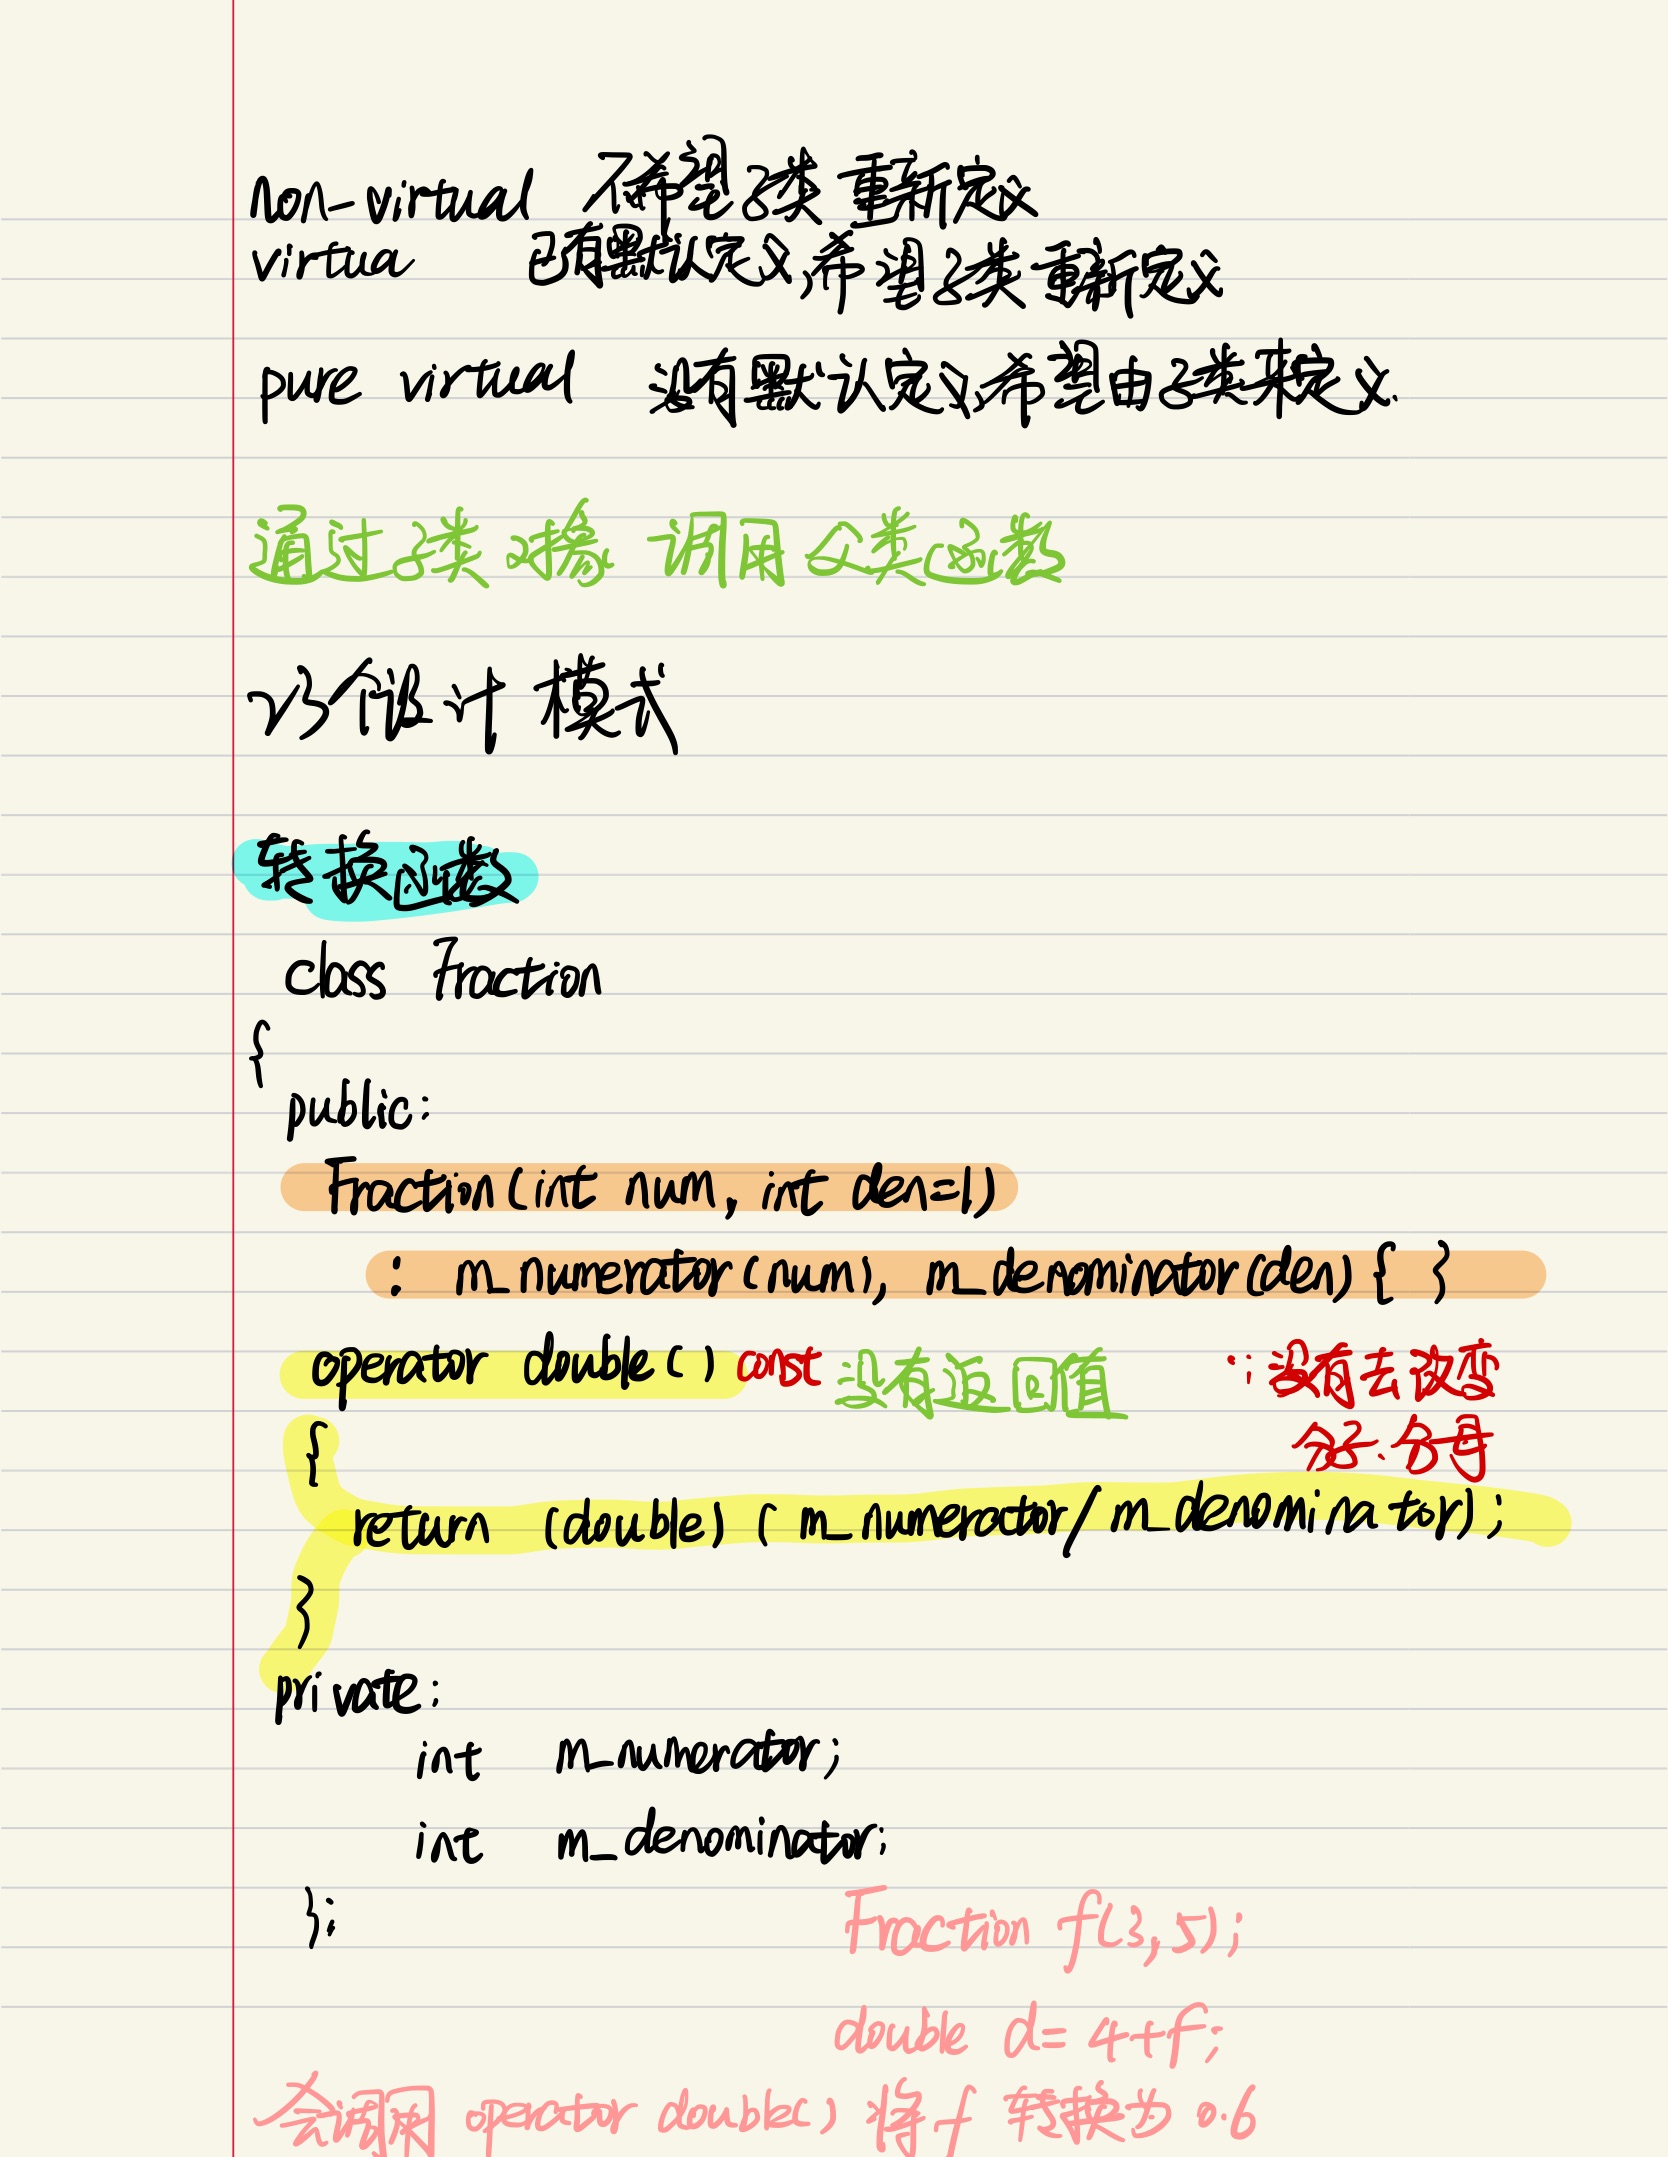 non-virtual 不希望子类重新定义
virtua 已有默认定义,希望子类重新定义
pure virtual 没有默认定义,希望由子类来定义.
通过子类对象 调用父类函数
23个设计模式
转换函数
class Fraction
{
public:
Fraction(int num, int den=1)
: m_numerator(num), m_denominator(den) { }
operator double() const 没有返回值 ∵没有去改变
分子、分母
{
return (double) ( m_numerator/ m_denominator);
}
private:
int m_numerator;
int m_denominator;
};
Fraction f(3,5);
double d= 4+f;
会调用 operator double() 将f 转换为 0.6